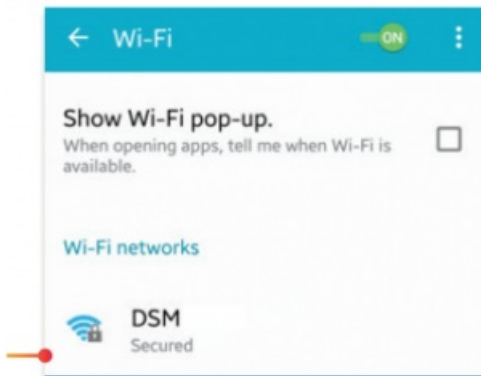 Wi-Fi
ON
Show Wi-Fi pop-up.
When opening apps, tell me when Wi-Fi is
available.
Wi-Fi networks
DSM
Secured